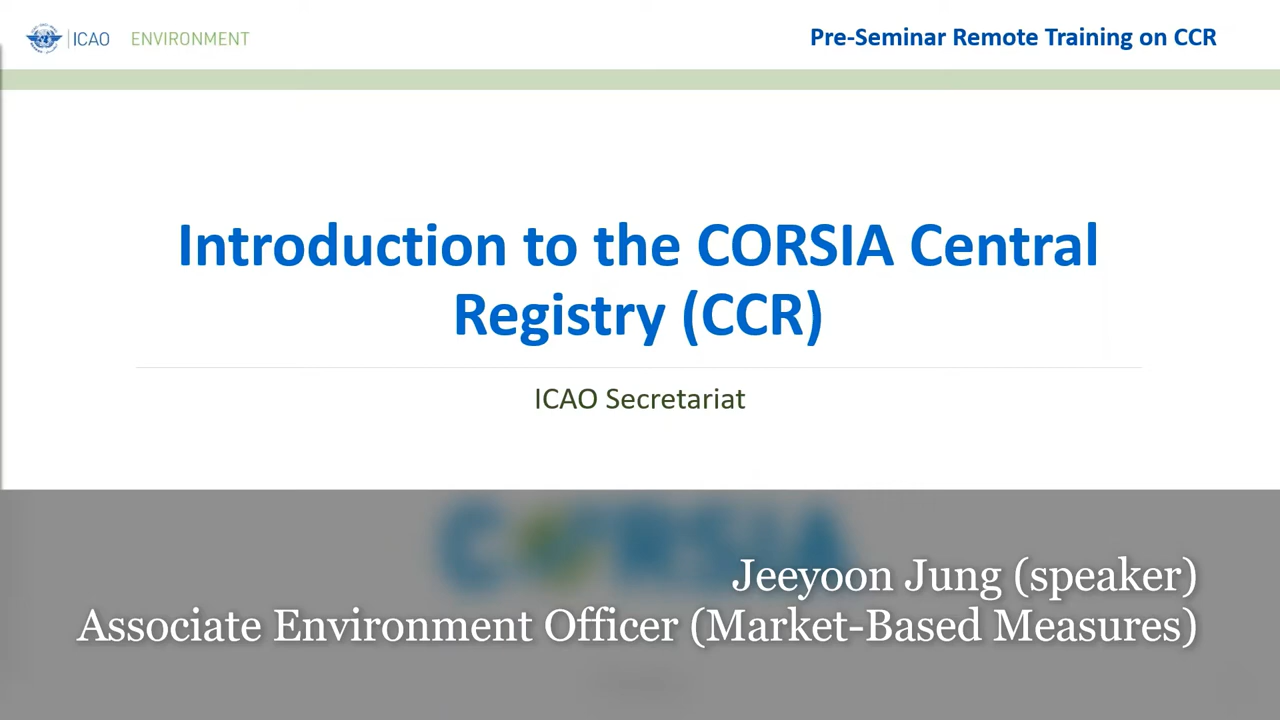 ICAO ENVIRONMENT
Pre-Seminar Remote Training on CCR
Introduction to the CORSIA Central
Registry (CCR)
ICAO Secretariat
CORSIA
Jeeyoon Jung (speaker)
Associate Environment Officer (Market-Based Measures)